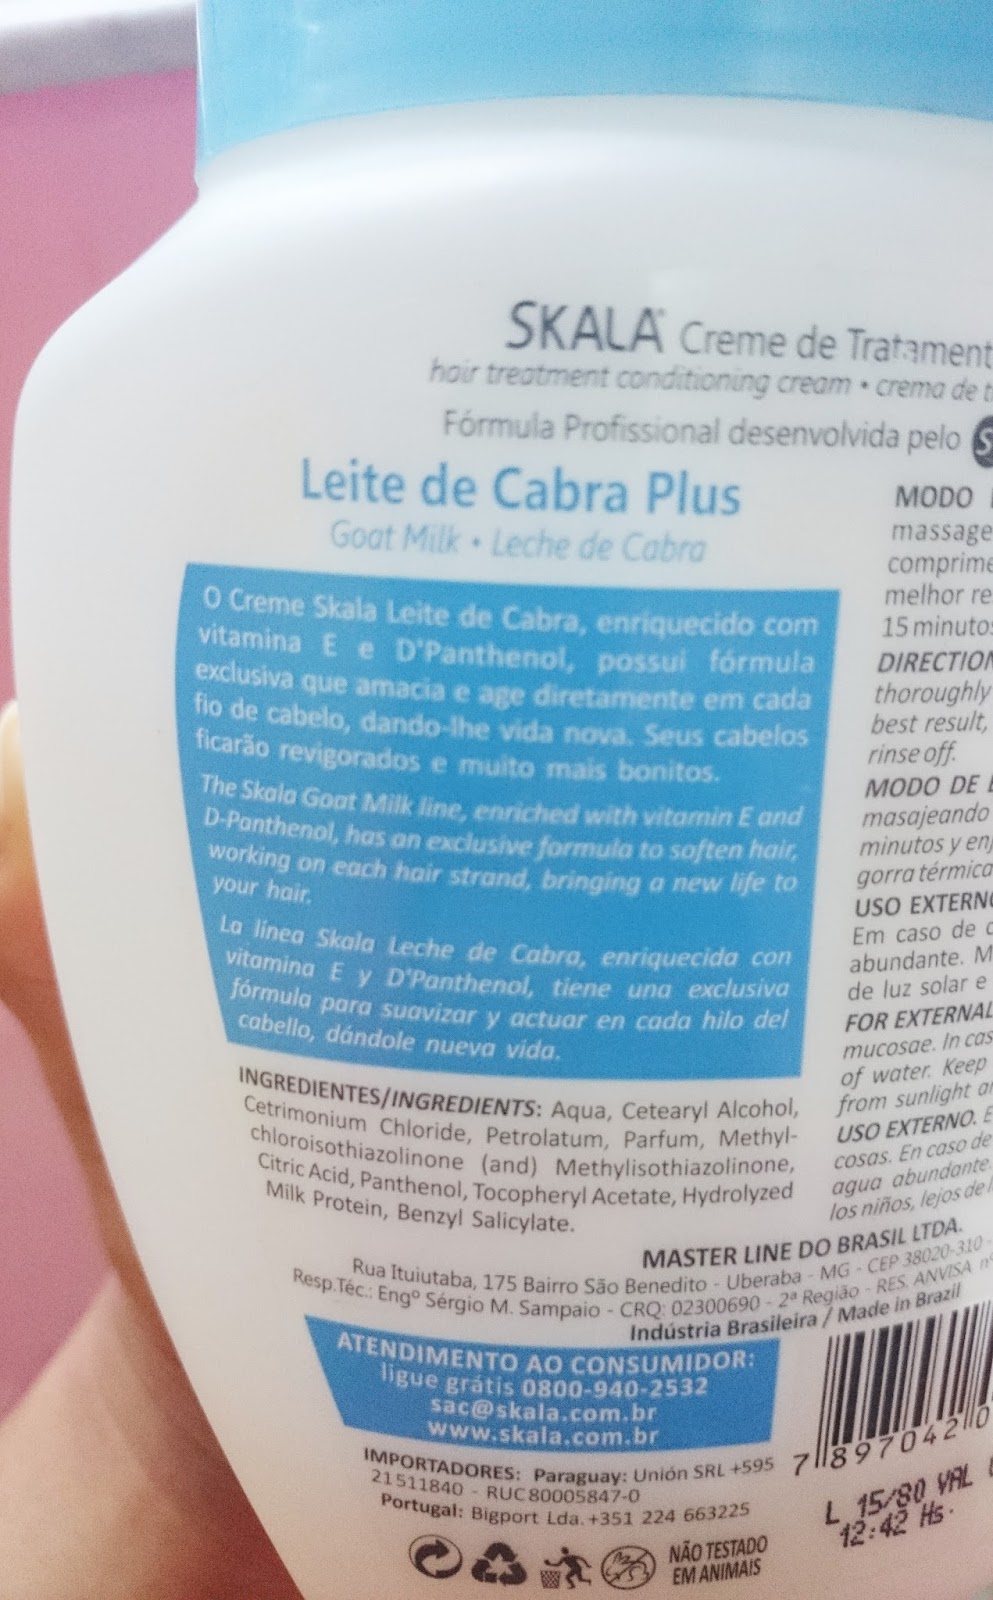 SKALA® Creme de Tratament
hair treatment conditioning cream • crema de t
Fórmula Profissional desenvolvida pelo S
Leite de Cabra Plus
Goat Milk • Leche de Cabra
O Creme Skala Leite de Cabra, enriquecido com
vitamina E e D'Panthenol, possui fórmula
exclusiva que amacia e age diretamente em cada
fio de cabelo, dando-lhe vida nova. Seus cabelos
ficarão revigorados e muito mais bonitos.
The Skala Goat Milk line, enriched with vitamin E and
D-Panthenol, has an exclusive formula to soften hair,
working on each hair strand, bringing a new life to
your hair.
La línea Skala Leche de Cabra, enriquecida con
vitamina E y D'Panthenol, tiene una exclusiva
fórmula para suavizar y actuar en cada hilo del
cabello, dándole nueva vida.
INGREDIENTES/INGREDIENTS: Aqua, Cetearyl Alcohol,
Cetrimonium Chloride, Petrolatum, Parfum, Methyl-
chloroisothiazolinone (and) Methylisothiazolinone,
Citric Acid, Panthenol, Tocopheryl Acetate, Hydrolyzed
Milk Protein, Benzyl Salicylate.
MODO
massage
comprime
melhor re
15 minutos
DIRECTION
thoroughly
best result,
rinse off.
MODO DE E
masajeando
minutos y enj
gorra térmica
USO EXTERNO
Em caso de c
abundante. M
de luz solar e
FOR EXTERNAL
mucosae. In cas
of water. Keep
from sunlight a
USO EXTERNO. E
cosas. En caso de
agua abundante.
los niños, lejos de l
MASTER LINE DO BRASIL LTDA.
Rua Ituiutaba, 175 Bairro São Benedito - Uberaba - MG - CEP 38020-310 -
Resp.Téc.: Engº Sérgio M. Sampaio - CRQ: 02300690 - 2ª Região - RES. ANVISA nº
Indústria Brasileira / Made in Brazil
ATENDIMENTO AO CONSUMIDOR:
ligue grátis 0800-940-2532
sac@skala.com.br
www.skala.com.br
IMPORTADORES: Paraguay: Unión SRL +595
21511840 - RUC 80005847-0
Portugal: Bigport Lda. +351 224 663225
NÃO TESTADO
EM ANIMAIS
7 897042 0
L 15/80 VAL
12:42 Hs.